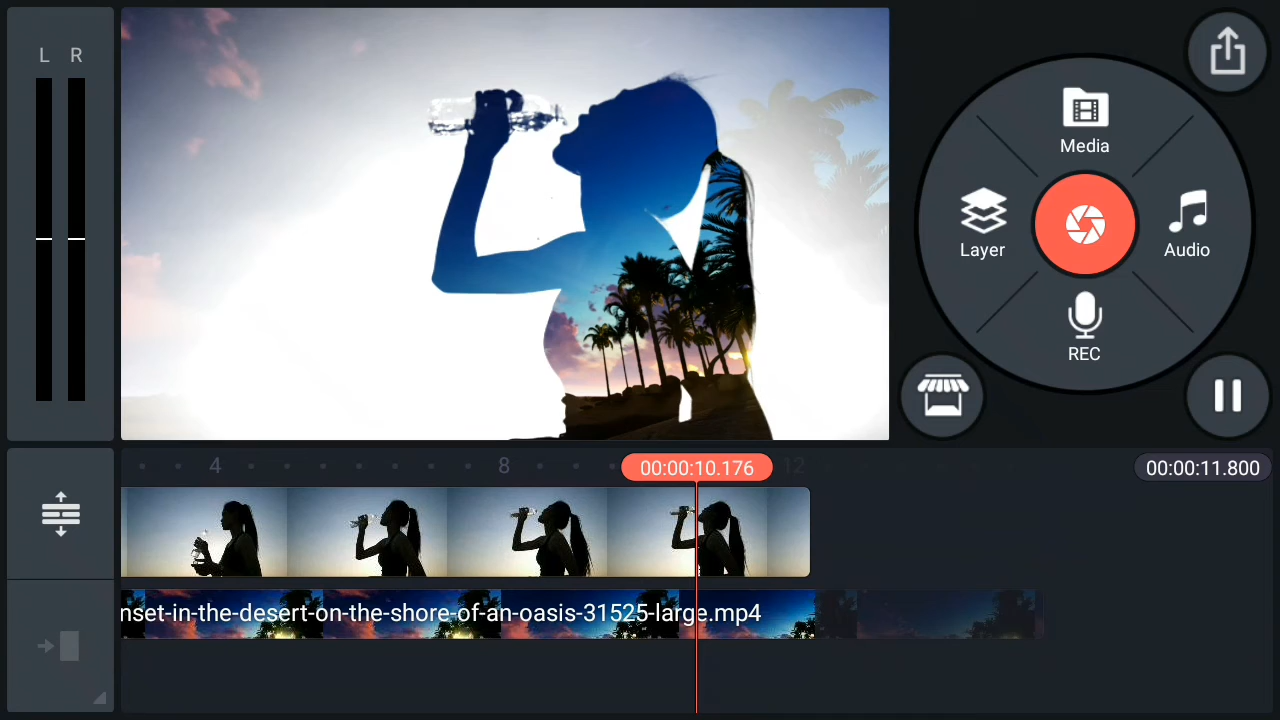 L R
Media
Layer
Audio
REC
4 8 00:00:10.176 12 00:00:11.800
nset-in-the-desert-on-the-shore-of-an-oasis-31525-large.mp4